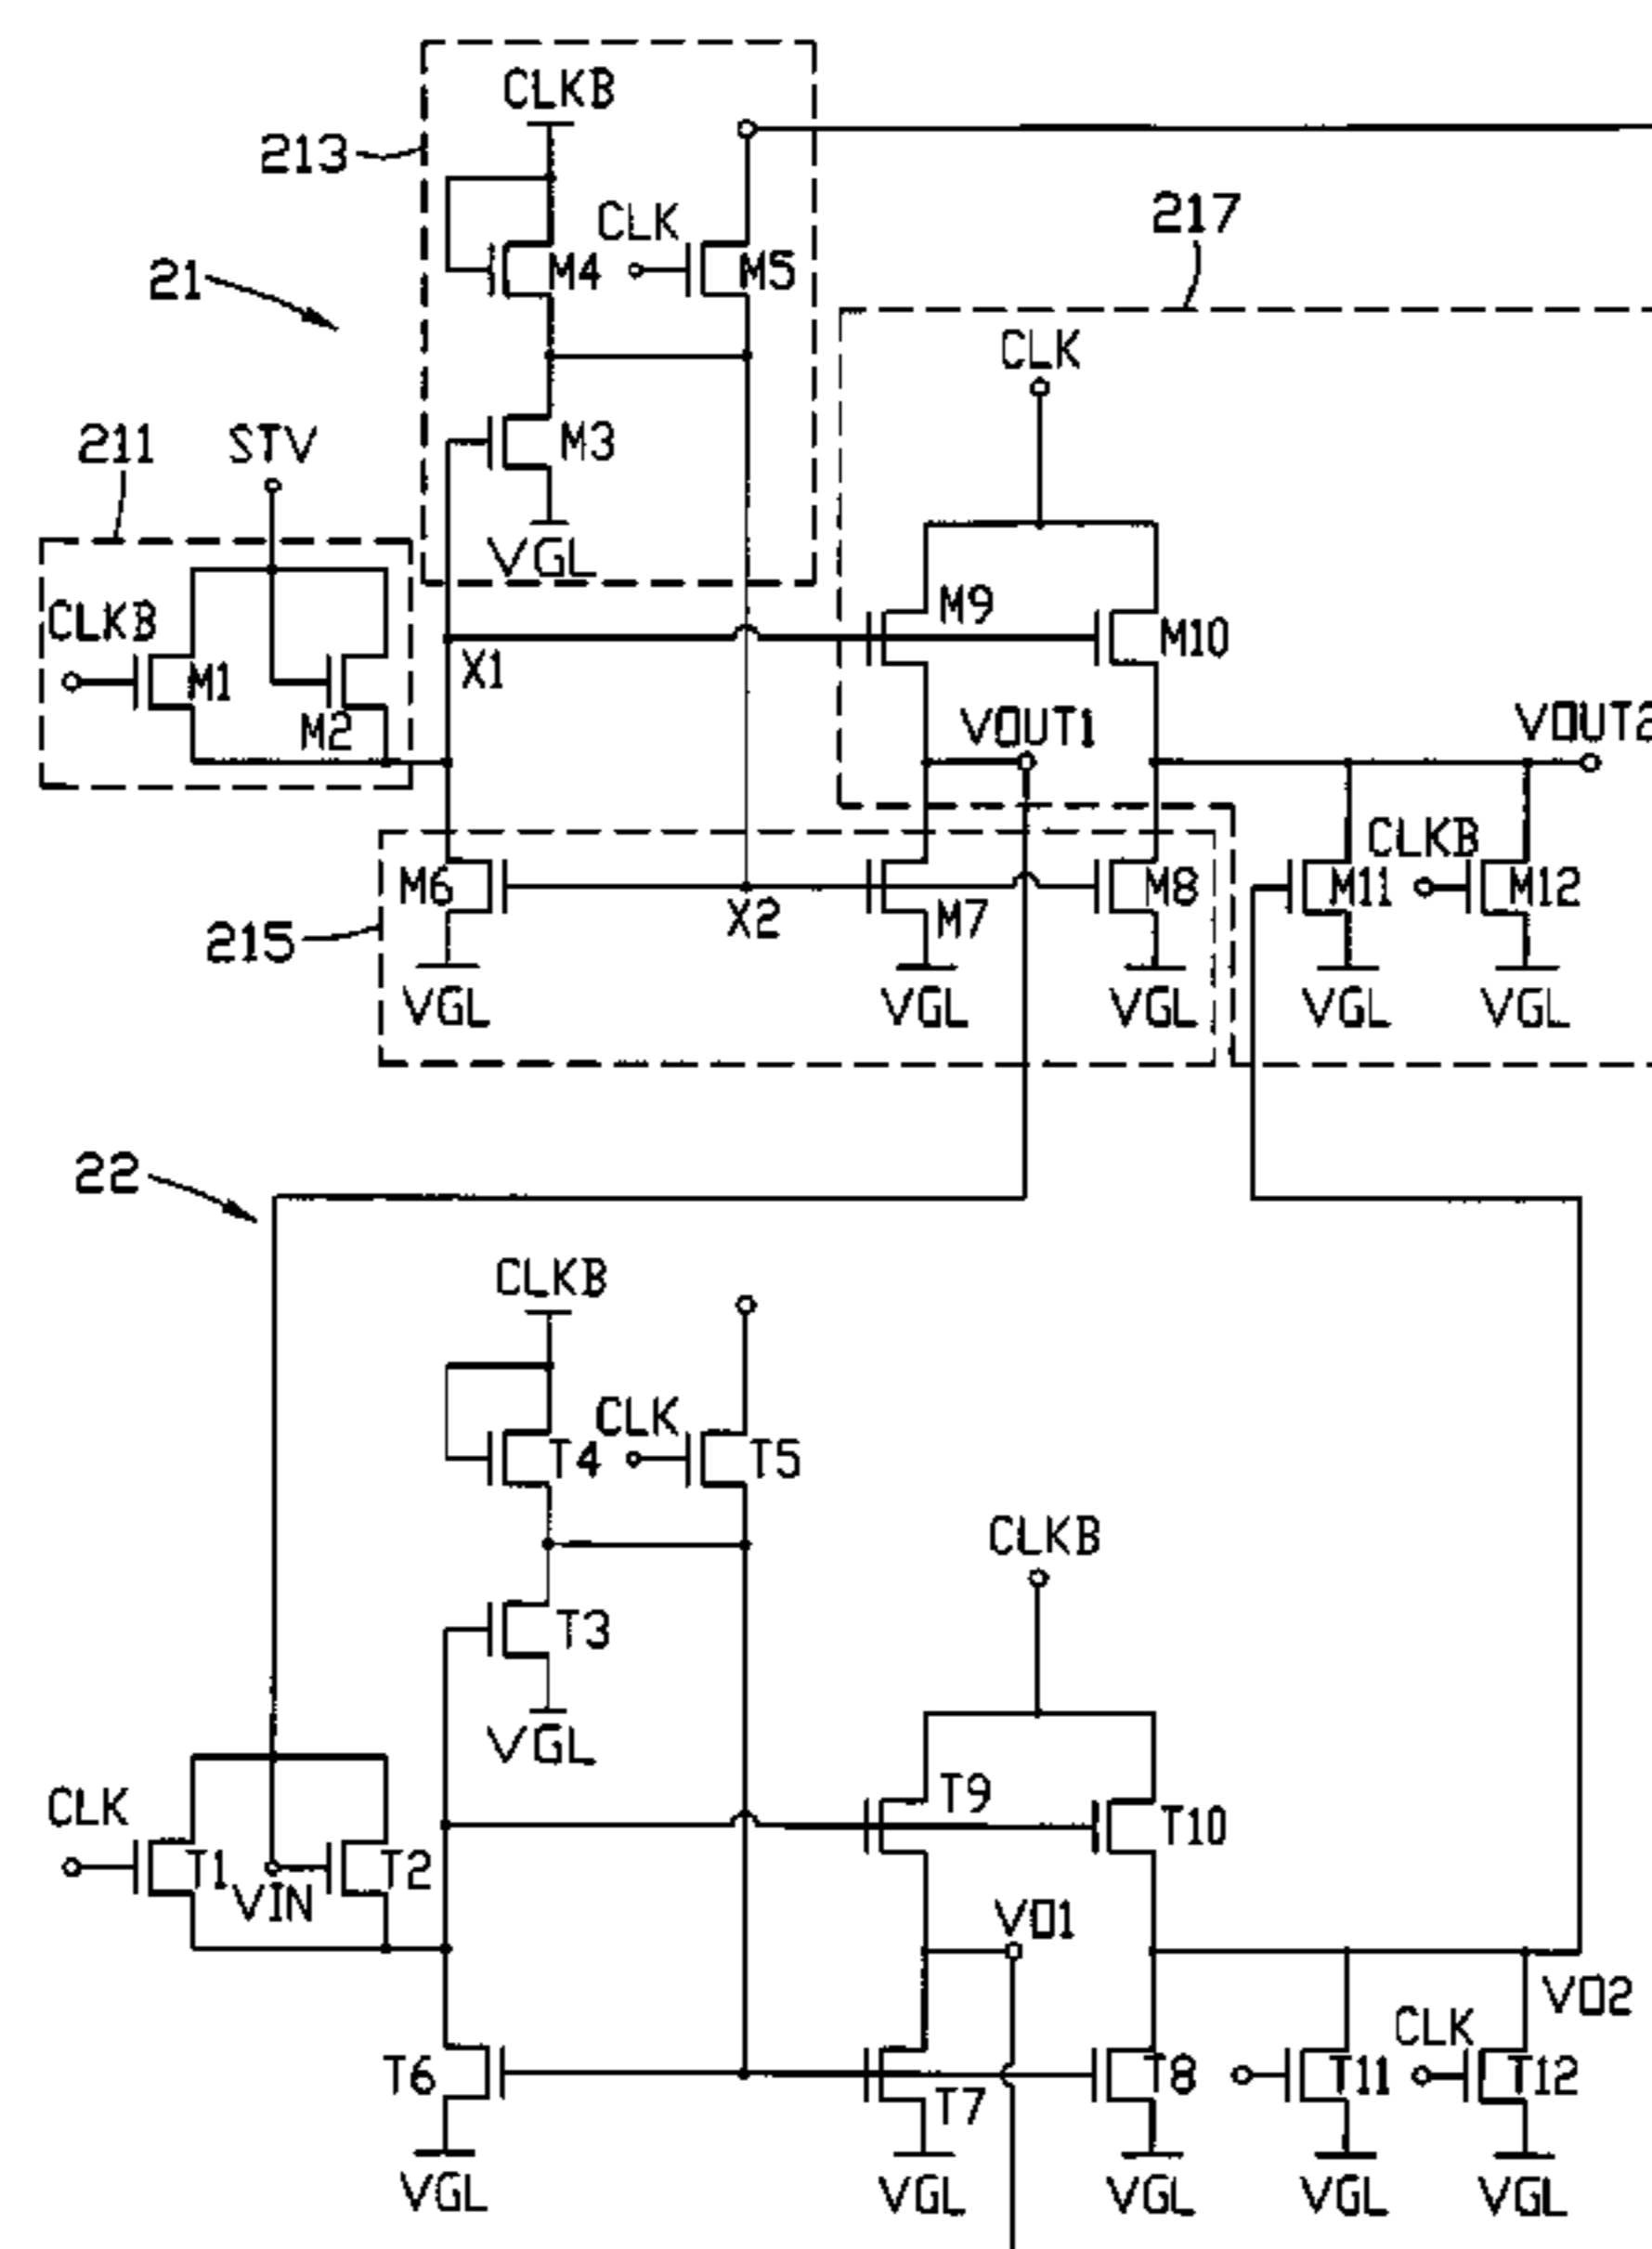 CLKB
213
CLK
217
M4
M5
21
CLK
211
STV
M3
VGL
CLKB
M9
M10
X1
M1
M2
VOUT1
VOUT2
CLKB
M6
M8
M11
M12
X2
M7
215
VGL
VGL
VGL
VGL
VGL
22
CLKB
CLK
T4
T5
CLKB
T3
VGL
CLK
T9
T10
T1
T2
VIN
VO1
VO2
CLK
T6
T8
T11
T12
T7
VGL
VGL
VGL
VGL
VGL